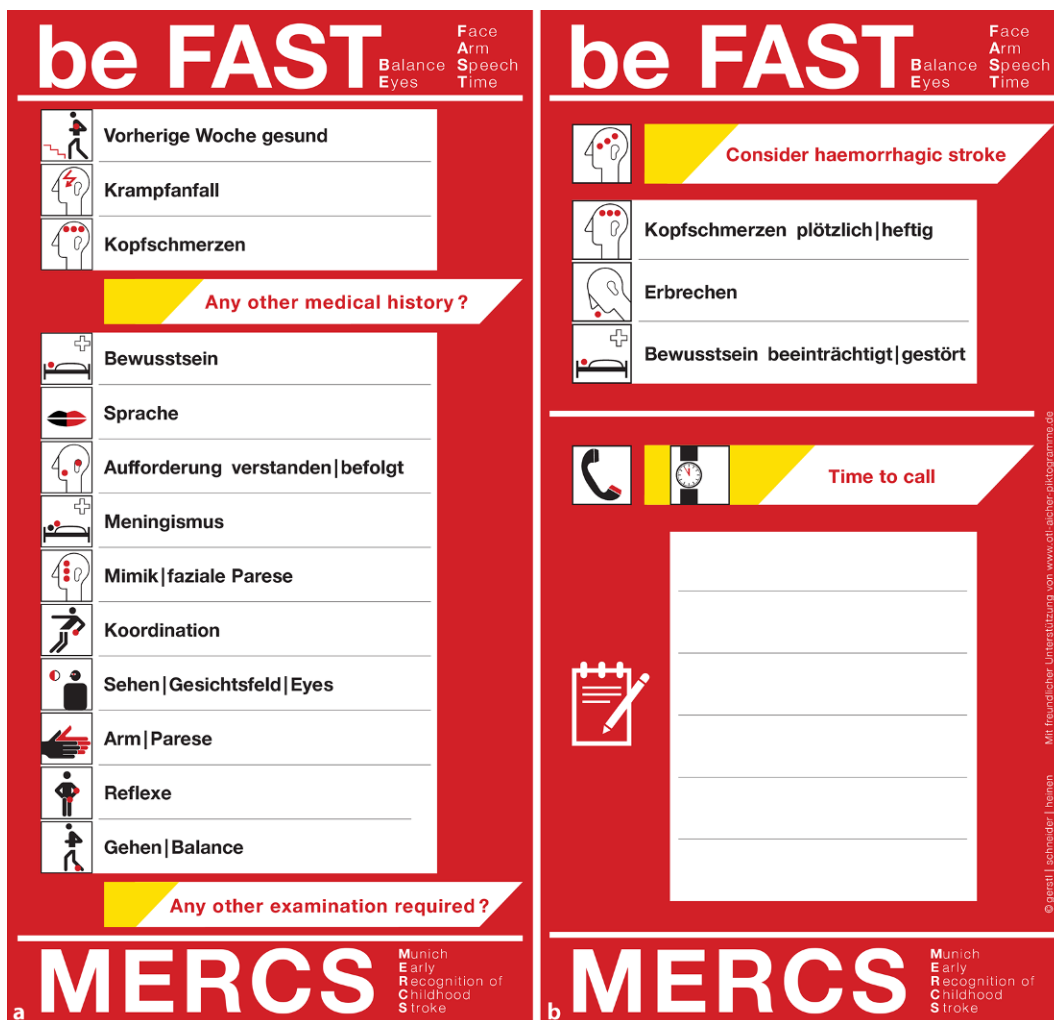 be FAST
Balance
Eyes
Face
Arm
Speech
Time
Vorherige Woche gesund
Krampfanfall
Kopfschmerzen
Any other medical history?
Bewusstsein
Sprache
Aufforderung verstanden|befolgt
Meningismus
Mimik|faziale Parese
Koordination
Sehen|Gesichtsfeld|Eyes
Arm|Parese
Reflexe
Gehen|Balance
Any other examination required?
MERCS
Munich
Early
Recognition of
Childhood
Stroke
a
be FAST
Balance
Eyes
Face
Arm
Speech
Time
Consider haemorrhagic stroke
Kopfschmerzen plötzlich|heftig
Erbrechen
Bewusstsein beeinträchtigt|gestört
Time to call
MERCS
Munich
Early
Recognition of
Childhood
Stroke
b
© gerstl | schneider | heinen Mit freundlicher Unterstützung von www.otl-aicher-piktogramme.de